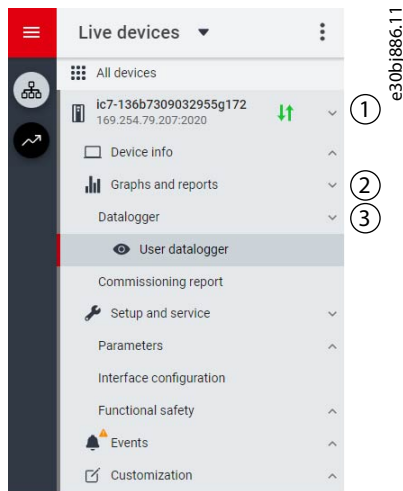 Live devices
All devices
ic7-136b7309032955g172
169.254.79.207:2020
1
Device info
Graphs and reports
2
Datalogger
3
User datalogger
Commissioning report
Setup and service
Parameters
Interface configuration
Functional safety
Events
Customization
e30bj886.11